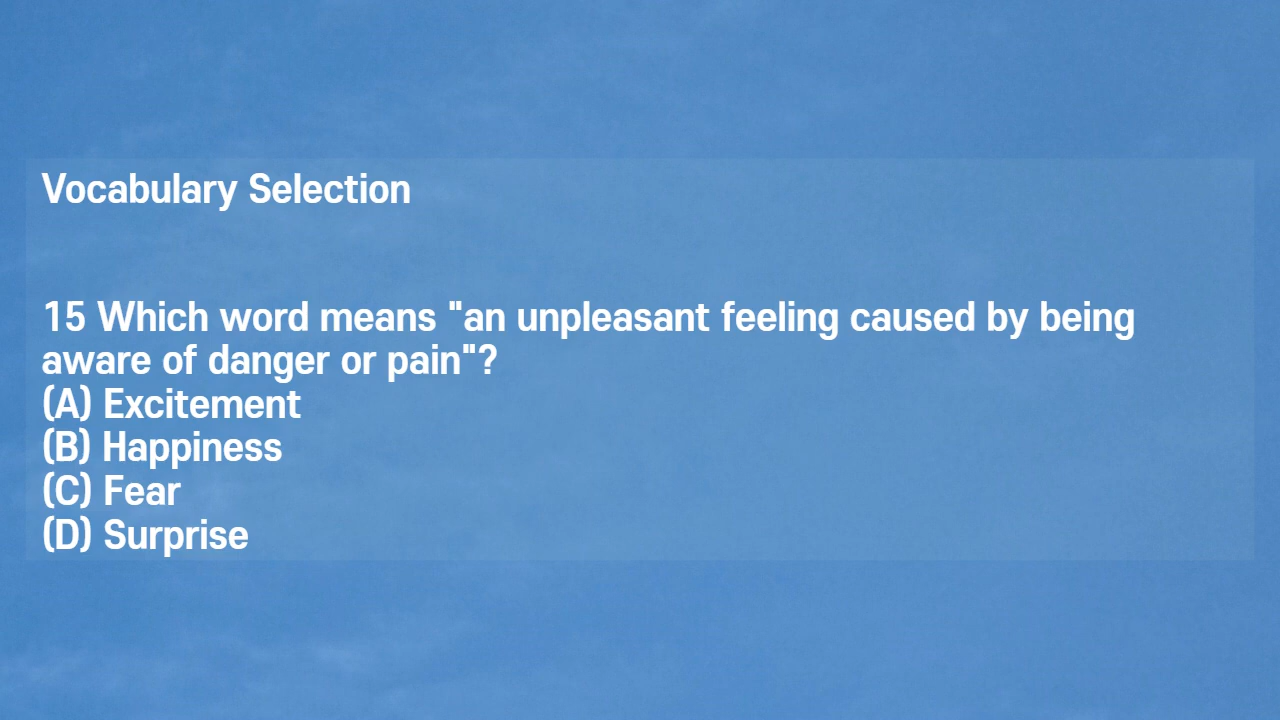 Vocabulary Selection
15 Which word means "an unpleasant feeling caused by being
aware of danger or pain"?
(A) Excitement
(B) Happiness
(C) Fear
(D) Surprise